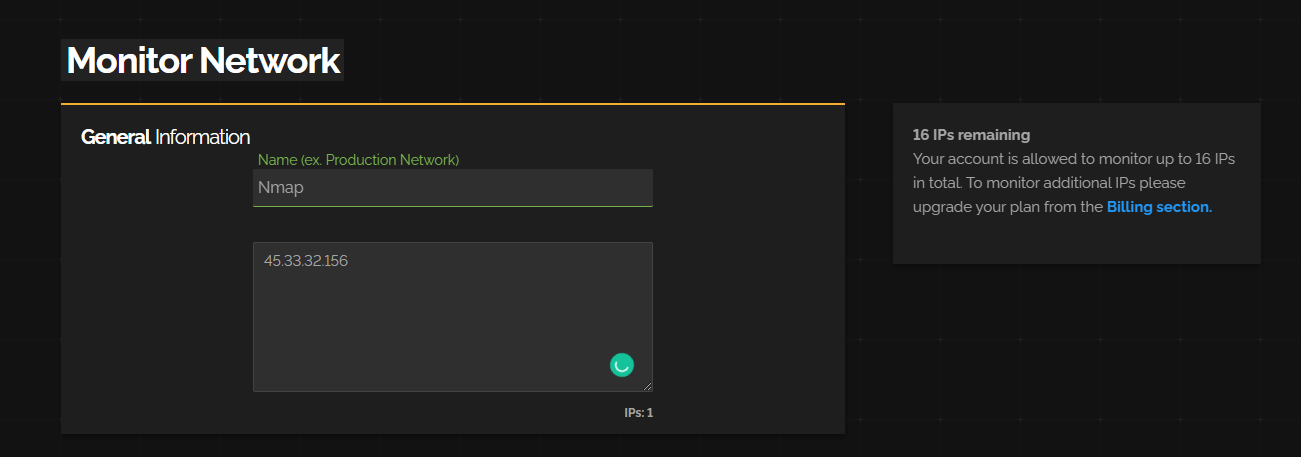 Monitor Network
General Information
Name (ex. Production Network)
Nmap
45.33.32.156
IPs: 1
16 IPs remaining
Your account is allowed to monitor up to 16 IPs
in total. To monitor additional IPs please
upgrade your plan from the Billing section.